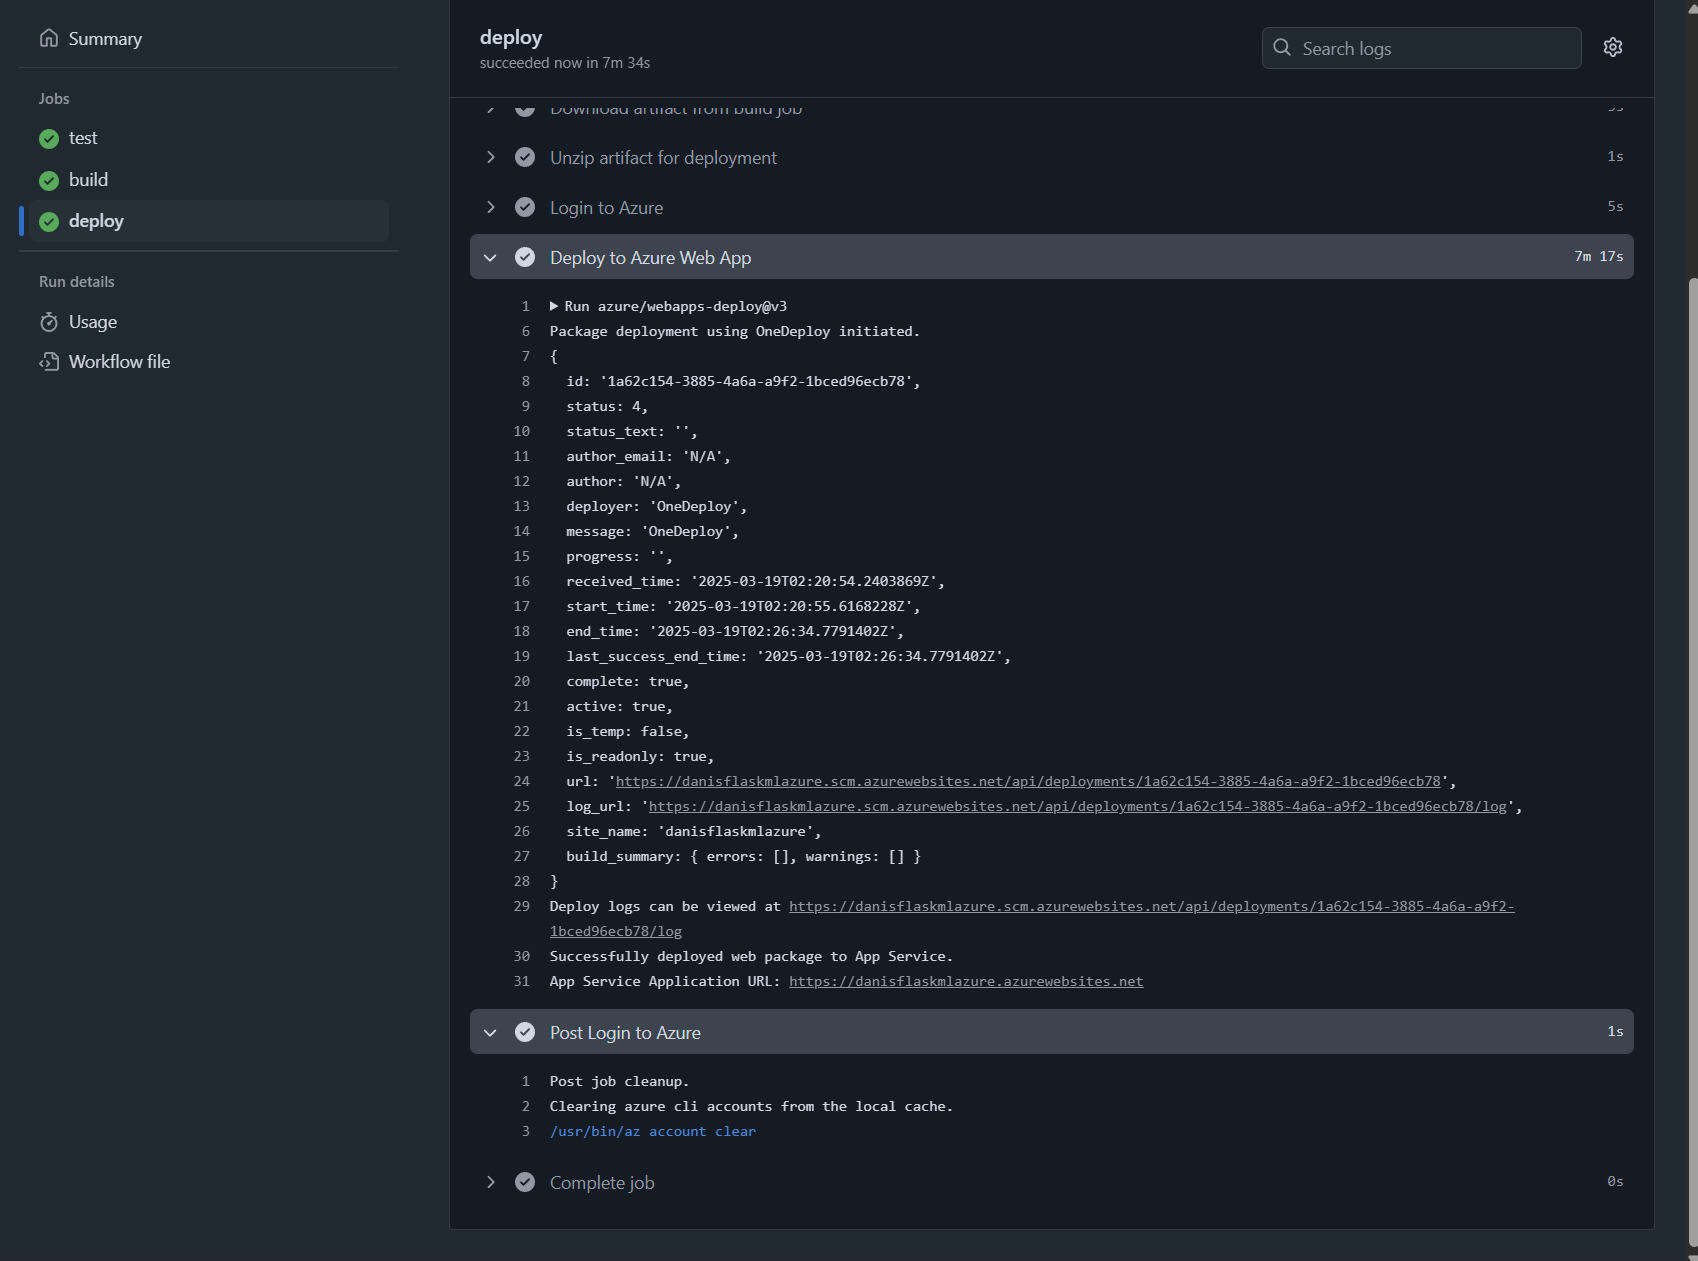 Summary
Jobs
test
build
deploy
Run details
Usage
Workflow file
deploy
succeeded now in 7m 34s
Search logs
Download artifact from build job
Unzip artifact for deployment 1s
Login to Azure 5s
Deploy to Azure Web App 7m 17s
1 Run azure/webapps-deploy@v3
6 Package deployment using OneDeploy initiated.
7 {
8 id: '1a62c154-3885-4a6a-a9f2-1bced96ecb78',
9 status: 4,
10 status_text: '',
11 author_email: 'N/A',
12 author: 'N/A',
13 deployer: 'OneDeploy',
14 message: 'OneDeploy',
15 progress: '',
16 received_time: '2025-03-19T02:20:54.2403869Z',
17 start_time: '2025-03-19T02:20:55.6168228Z',
18 end_time: '2025-03-19T02:26:34.7791402Z',
19 last_success_end_time: '2025-03-19T02:26:34.7791402Z',
20 complete: true,
21 active: true,
22 is_temp: false,
23 is_readonly: true,
24 url: 'https://danisflaskmlazure.scm.azurewebsites.net/api/deployments/1a62c154-3885-4a6a-a9f2-1bced96ecb78',
25 log_url: 'https://danisflaskmlazure.scm.azurewebsites.net/api/deployments/1a62c154-3885-4a6a-a9f2-1bced96ecb78/log',
26 site_name: 'danisflaskmlazure',
27 build_summary: { errors: [], warnings: [] }
28 }
29 Deploy logs can be viewed at https://danisflaskmlazure.scm.azurewebsites.net/api/deployments/1a62c154-3885-4a6a-a9f2-
1bced96ecb78/log
30 Successfully deployed web package to App Service.
31 App Service Application URL: https://danisflaskmlazure.azurewebsites.net
Post Login to Azure 1s
1 Post job cleanup.
2 Clearing azure cli accounts from the local cache.
3 /usr/bin/az account clear
Complete job 0s